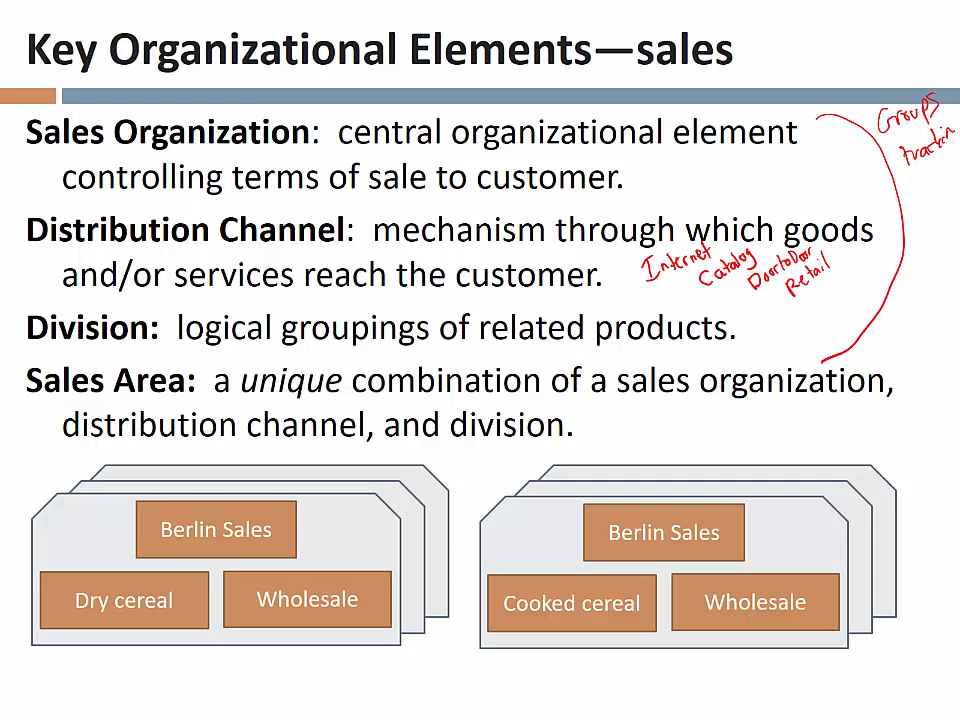 Key Organizational Elements—sales
Groups
Sales Organization:  central organizational element
controlling terms of sale to customer.
Distribution Channel:  mechanism through which goods
and/or services reach the customer.
Internet
Catalog
Door to Door
Retail
Division:  logical groupings of related products.
Sales Area:  a unique combination of a sales organization,
distribution channel, and division.
Berlin Sales
Dry cereal
Wholesale
Berlin Sales
Cooked cereal
Wholesale